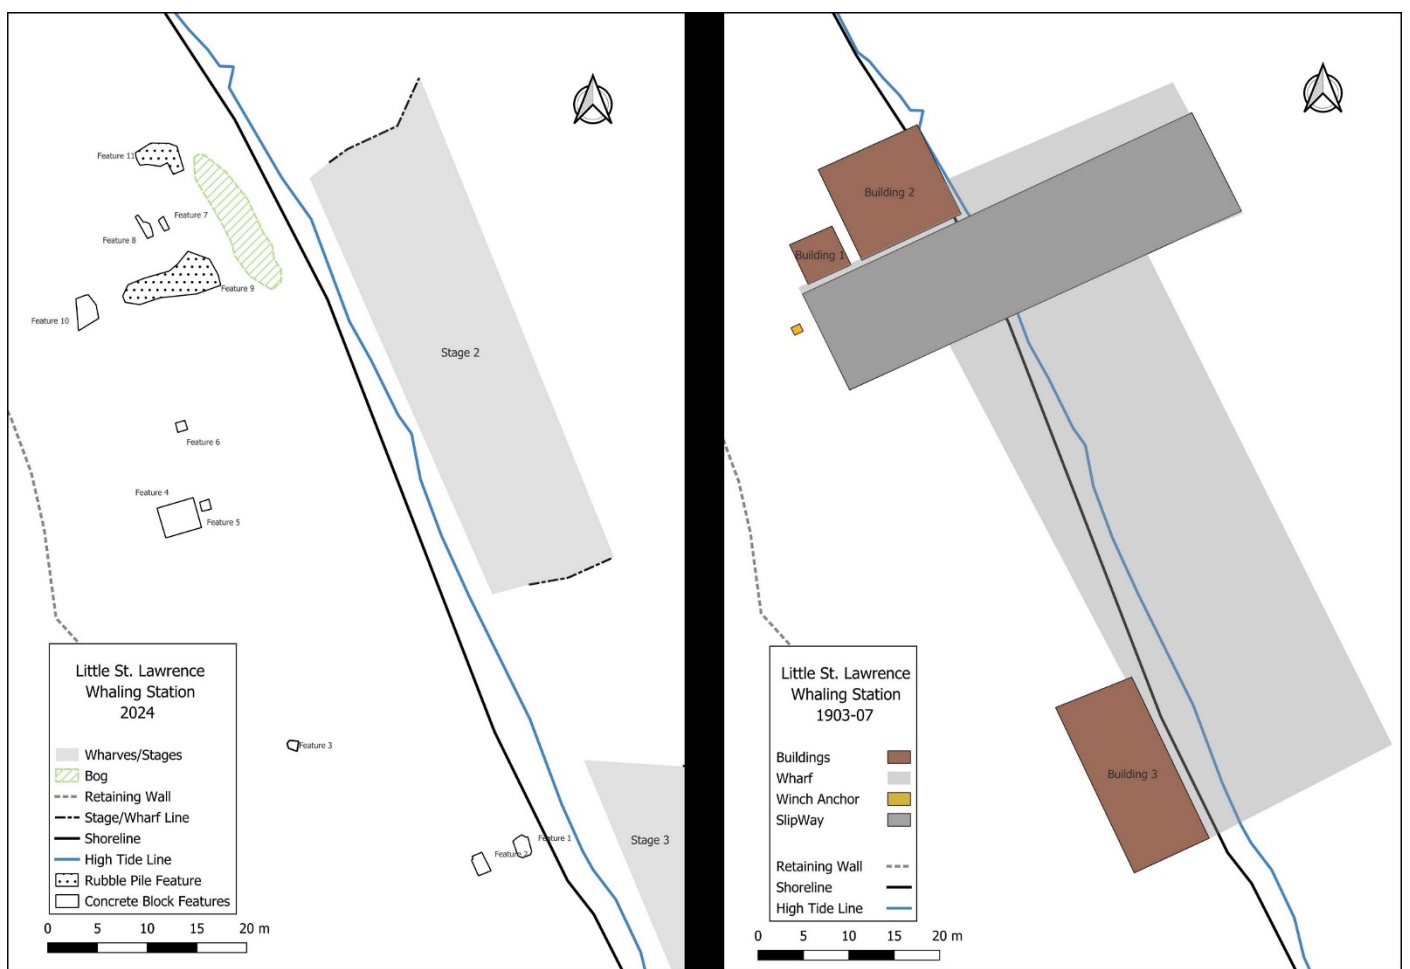 Feature 11
Feature 7
Feature 8
Feature 9
Feature 10
Stage 2
Feature 6
Feature 4
Feature 5
Feature 3
Feature 1
Feature 2
Stage 3
Little St. Lawrence
Whaling Station
2024
Wharves/Stages
Bog
Retaining Wall
Stage/Wharf Line
Shoreline
High Tide Line
Rubble Pile Feature
Concrete Block Features
0 5 10 15 20 m
Building 2
Building 1
Building 3
Little St. Lawrence
Whaling Station
1903-07
Buildings
Wharf
Winch Anchor
SlipWay
Retaining Wall
Shoreline
High Tide Line
0 5 10 15 20 m